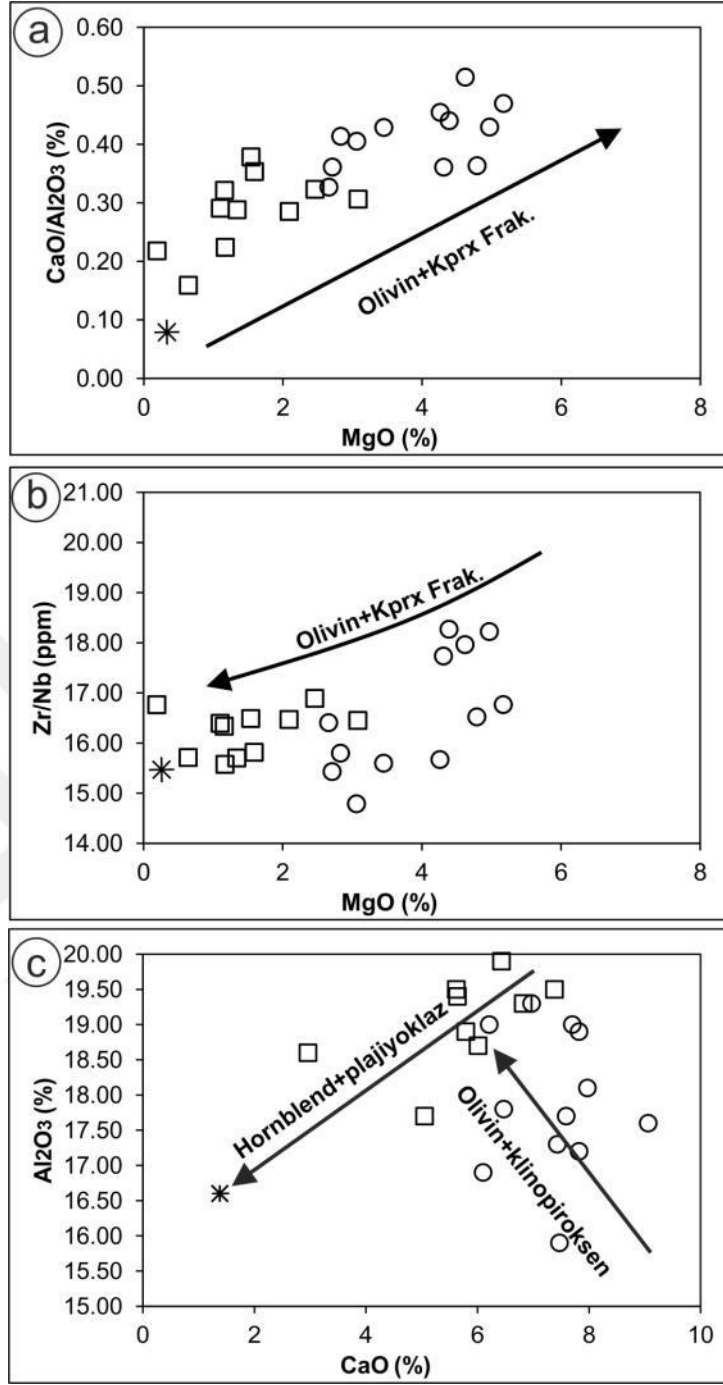 a
0.60
0.50
0.40
0.30
0.20
0.10
0.00
CaO/Al2O3 (%)
Olivin+Kprx Frak.
0 2 4 6 8
MgO (%)
b
21.00
20.00
19.00
18.00
17.00
16.00
15.00
14.00
Zr/Nb (ppm)
Olivin+Kprx Frak.
0 2 4 6 8
MgO (%)
c
20.00
19.50
19.00
18.50
18.00
17.50
17.00
16.50
16.00
15.50
15.00
Al2O3 (%)
Hornblend+plajiyoklaz
Olivin+klinopiroksen
0 2 4 6 8 10
CaO (%)